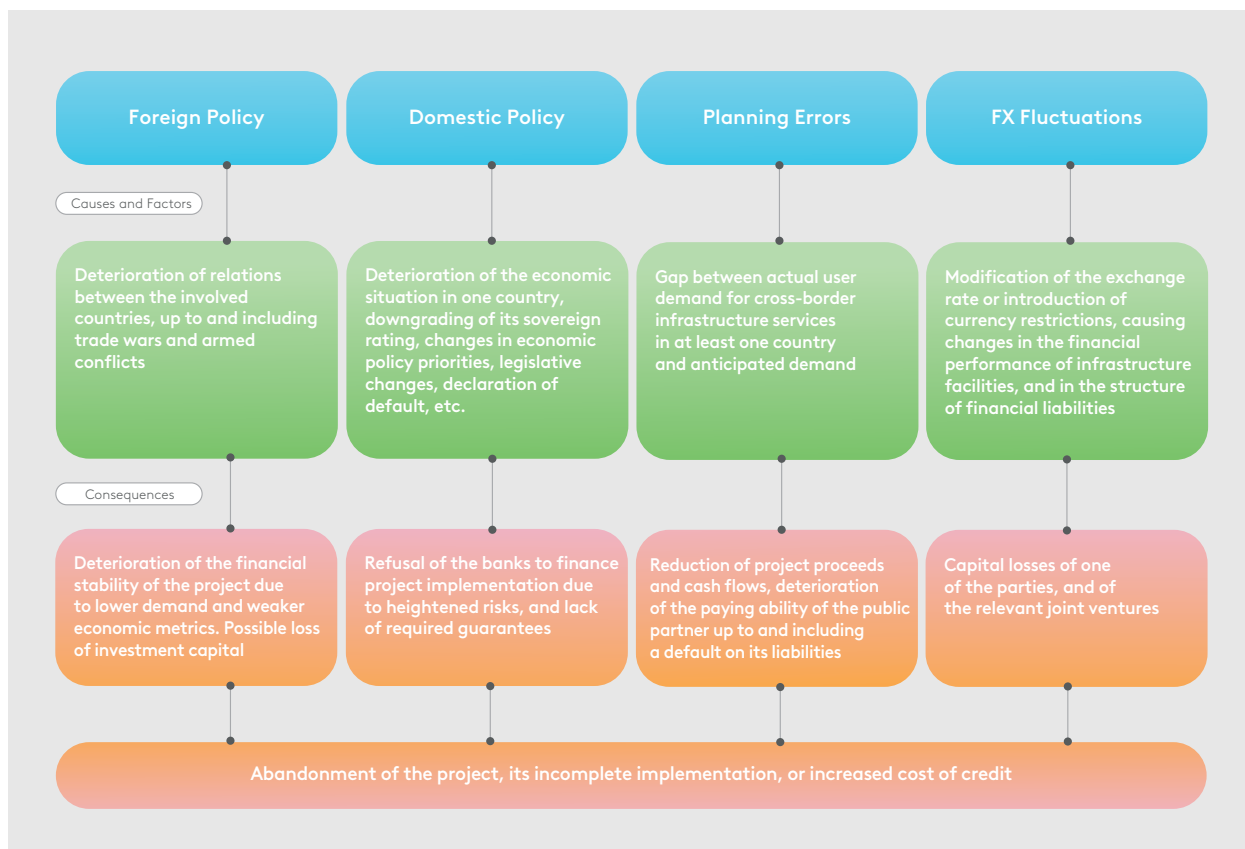 Foreign Policy
Domestic Policy
Planning Errors
FX Fluctuations
Causes and Factors
Deterioration of relations
between the involved
countries, up to and including
trade wars and armed
conflicts
Deterioration of the economic
situation in one country,
downgrading of its sovereign
rating, changes in economic
policy priorities, legislative
changes, declaration of
default, etc.
Gap between actual user
demand for cross-border
infrastructure services
in at least one country
and anticipated demand
Modification of the exchange
rate or introduction of
currency restrictions, causing
changes in the financial
performance of infrastructure
facilities, and in the structure
of financial liabilities
Consequences
Deterioration of the financial
stability of the project due
to lower demand and weaker
economic metrics. Possible loss
of investment capital
Refusal of the banks to finance
project implementation due
to heightened risks, and lack
of required guarantees
Reduction of project proceeds
and cash flows, deterioration
of the paying ability of the public
partner up to and including
a default on its liabilities
Capital losses of one
of the parties, and of
the relevant joint ventures
Abandonment of the project, its incomplete implementation, or increased cost of credit